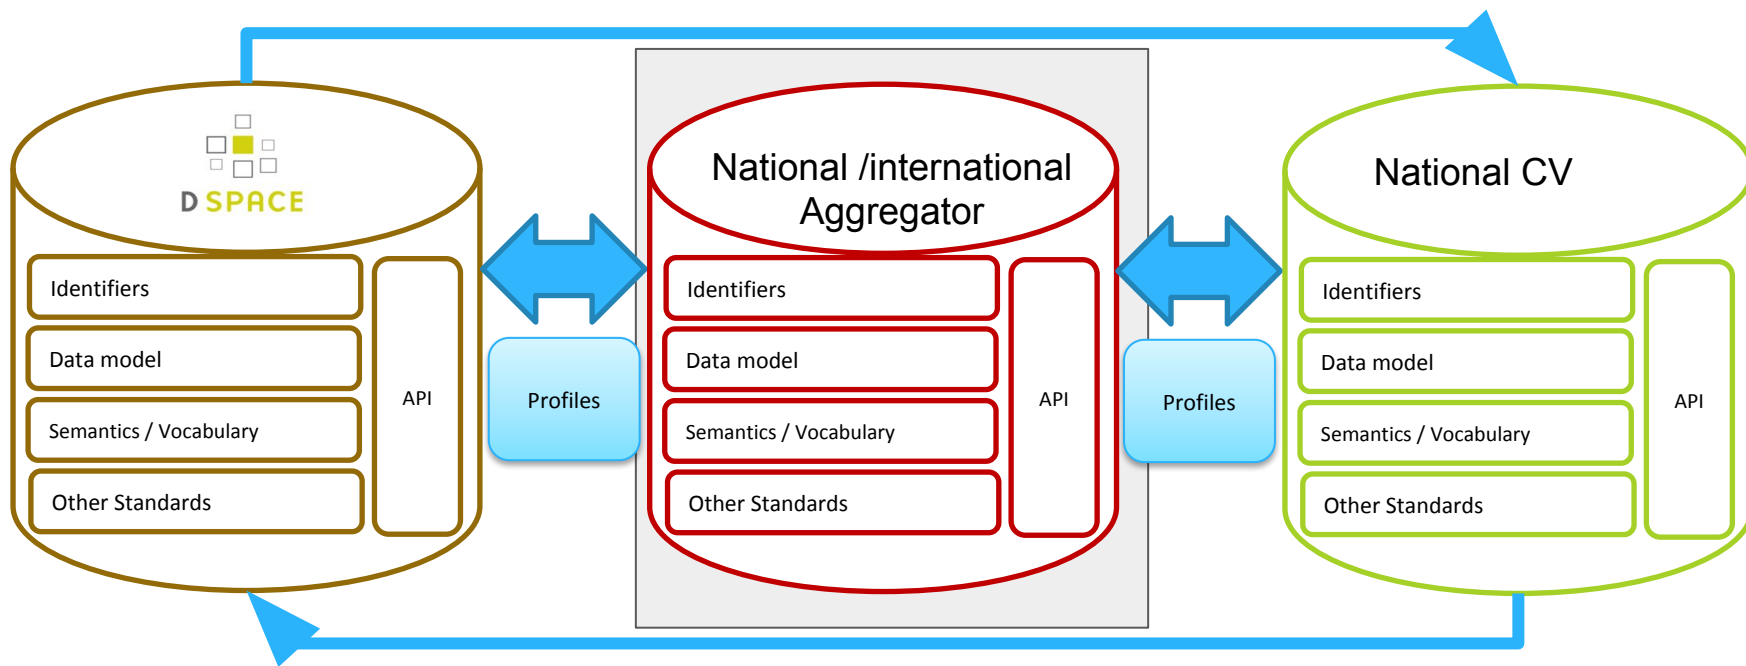 D SPACE
Identifiers
Data model
Semantics / Vocabulary
Other Standards
API
Profiles
National /international
Aggregator
Identifiers
Data model
Semantics / Vocabulary
Other Standards
API
Profiles
National CV
Identifiers
Data model
Semantics / Vocabulary
Other Standards
API